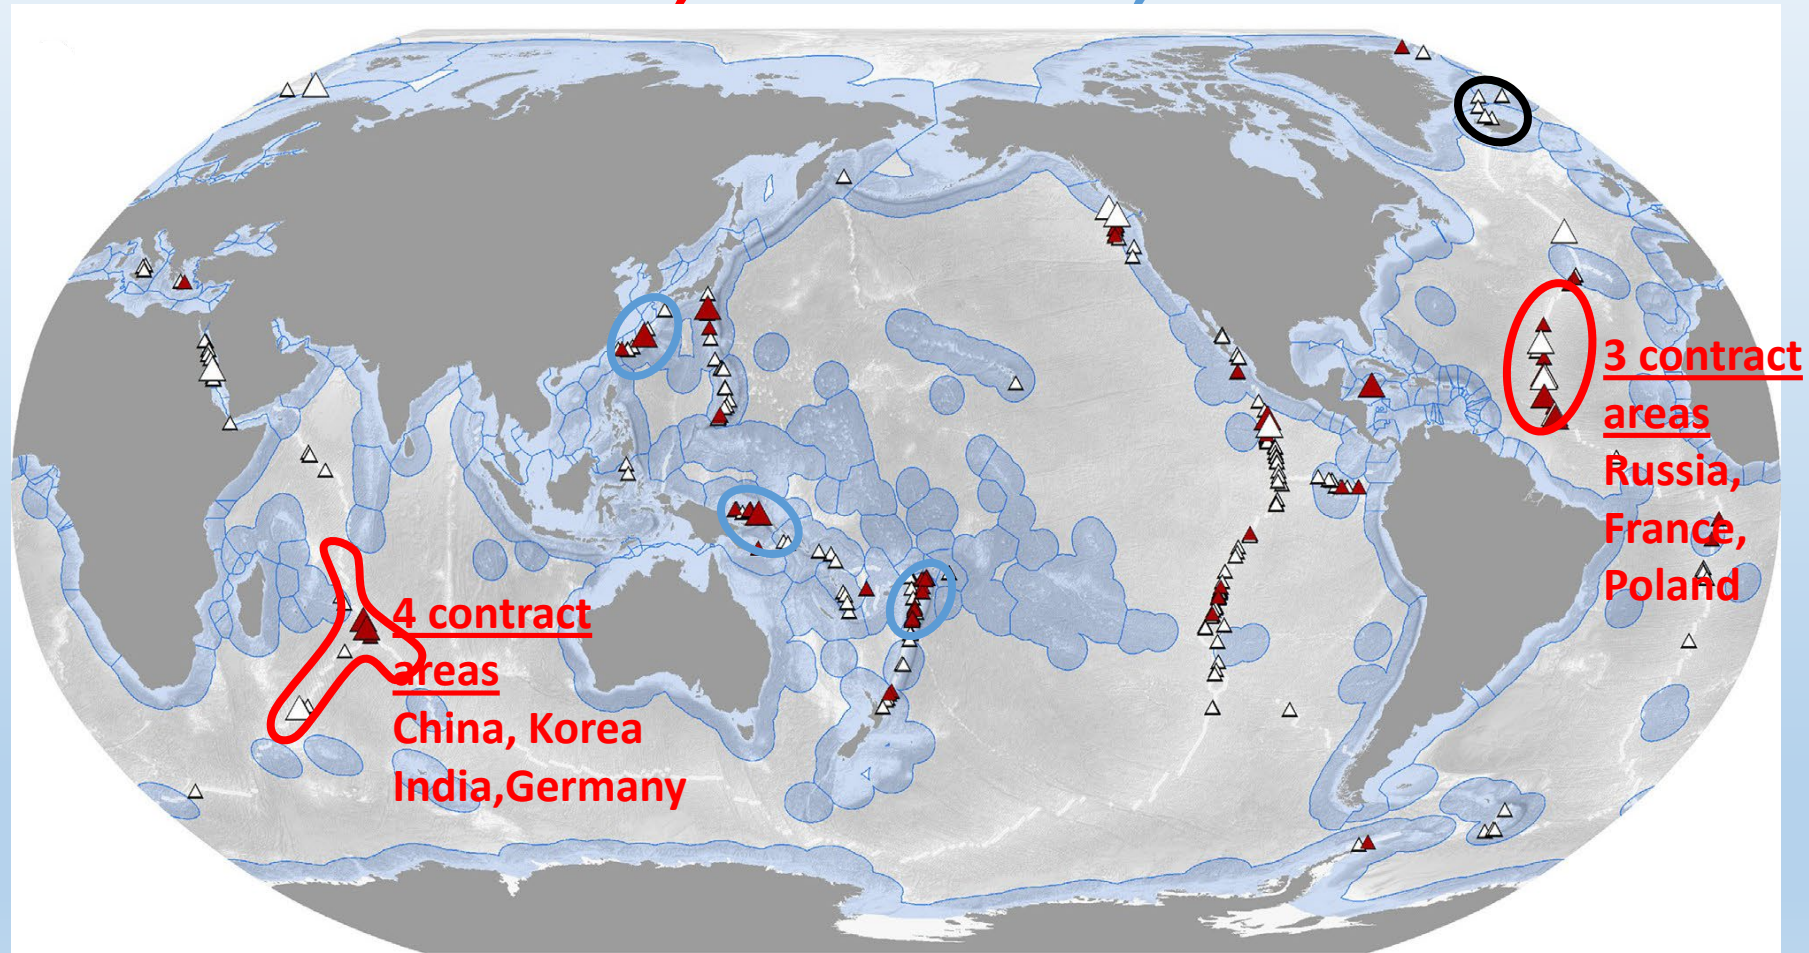 3 contract
areas
Russia,
France,
Poland
4 contract
areas
China, Korea
India,Germany